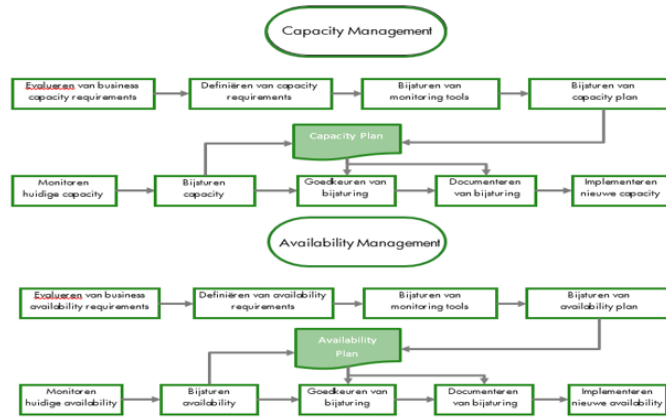 Capacity Management
Evalueren van business
capacity requirements
Definiëren van capacity
requirements
Bijsturen van
monitoring tools
Bijsturen van
capacity plan
Capacity Plan
Monitoren
huidige capacity
Bijsturen
capacity
Goedkeuren van
bijsturing
Documenteren
van bijsturing
Implementeren
nieuwe capacity
Availability Management
Evalueren van business
availability requirements
Definiëren van availability
requirements
Bijsturen van
monitoring tools
Bijsturen van
availability plan
Availability
Plan
Monitoren
huidige availability
Bijsturen
availability
Goedkeuren van
bijsturing
Documenteren
van bijsturing
Implementeren
nieuwe availability